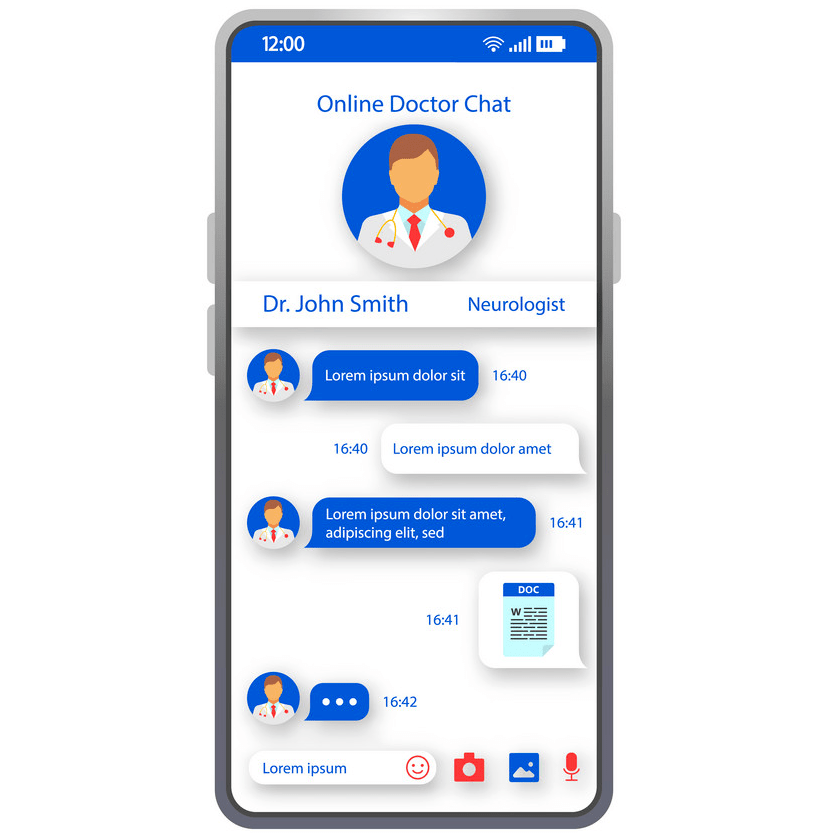 12:00
Online Doctor Chat
Dr. John Smith Neurologist
Lorem ipsum dolor sit 16:40
16:40 Lorem ipsum dolor amet
Lorem ipsum dolor sit amet,
adipiscing elit, sed 16:41
DOC
W
16:41
16:42
Lorem ipsum